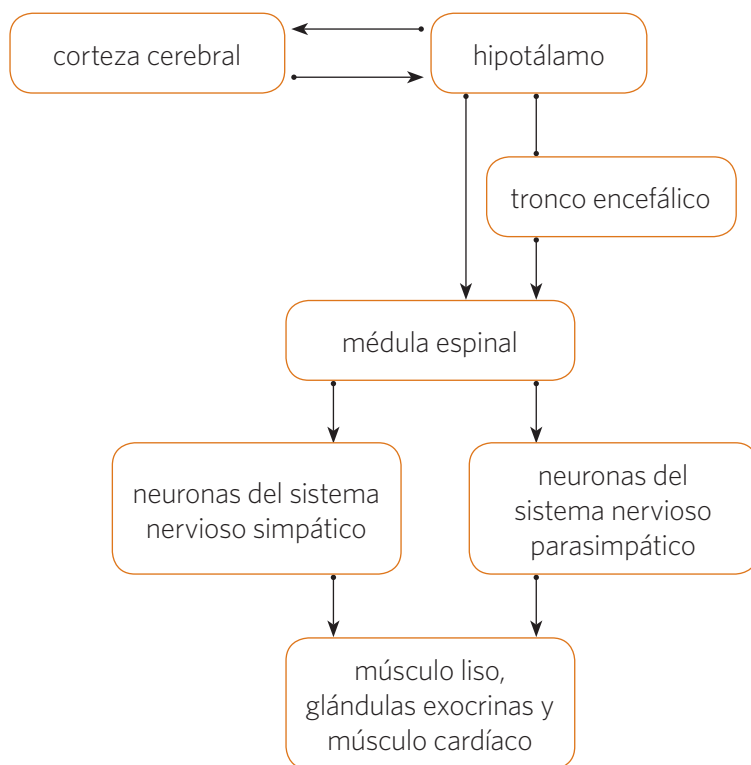 corteza cerebral
hipotálamo
tronco encefálico
médula espinal
neuronas del sistema
nervioso simpático
neuronas del
sistema nervioso
parasimpático
músculo liso,
glándulas exocrinas y
músculo cardíaco